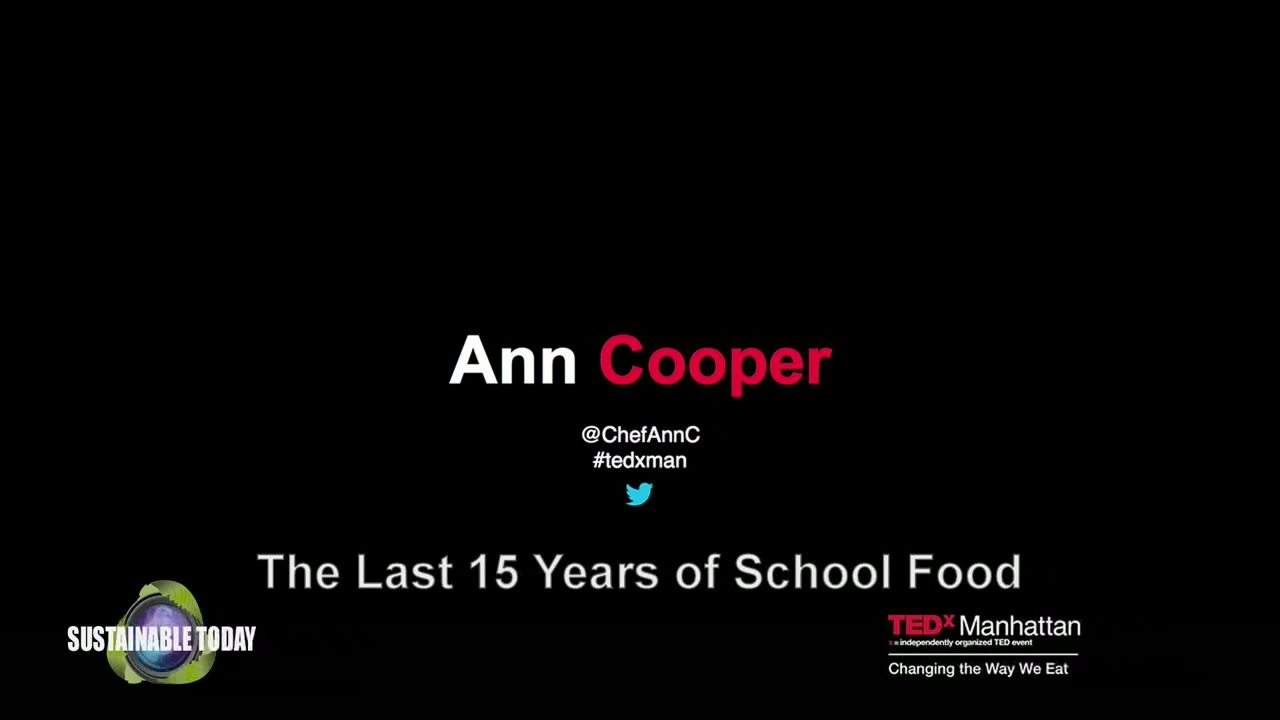 Ann Cooper
@ChefAnnC
#tedxman
The Last 15 Years of School Food
SUSTAINABLE TODAY
TEDx Manhattan
x = independently organized TED event
Changing the Way We Eat